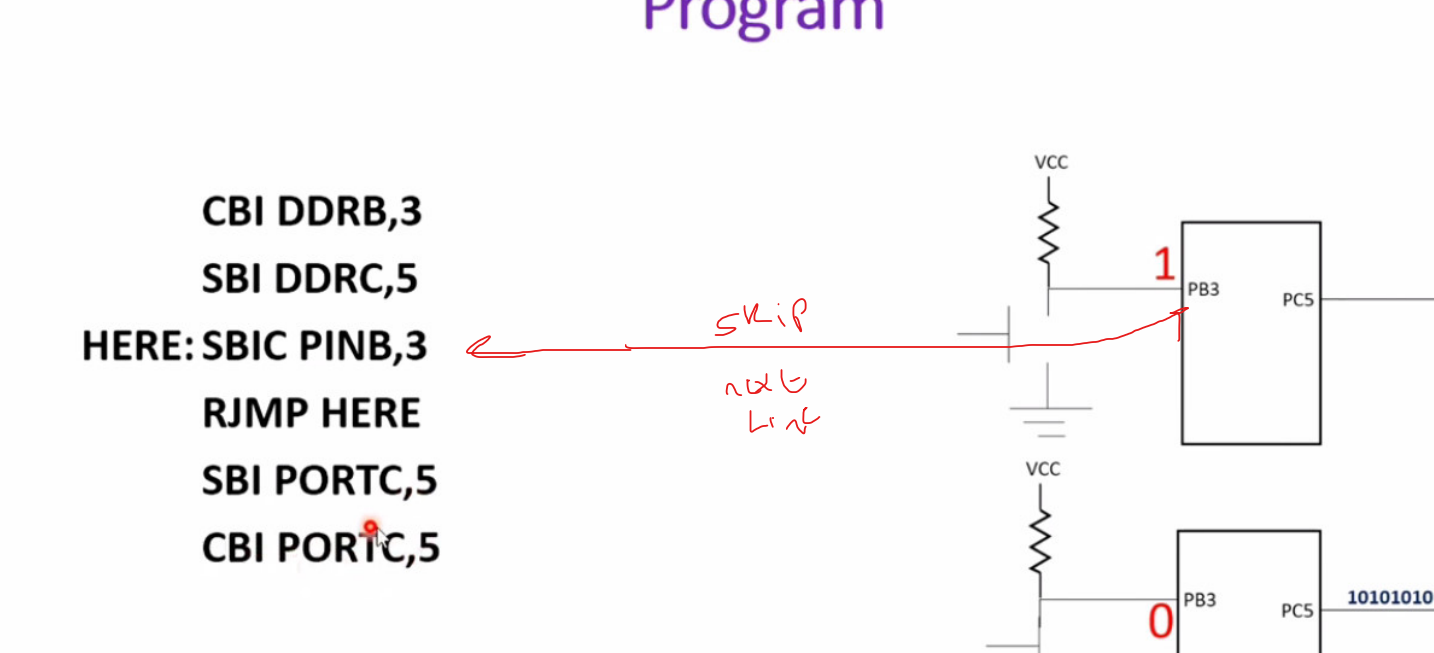 Program
CBI DDRB,3
SBI DDRC,5
HERE: SBIC PINB,3
RJMP HERE
SBI PORTC,5
CBI PORTC,5
skip
next
Line
VCC
1
PB3
PC5
VCC
0
PB3
PC5
10101010